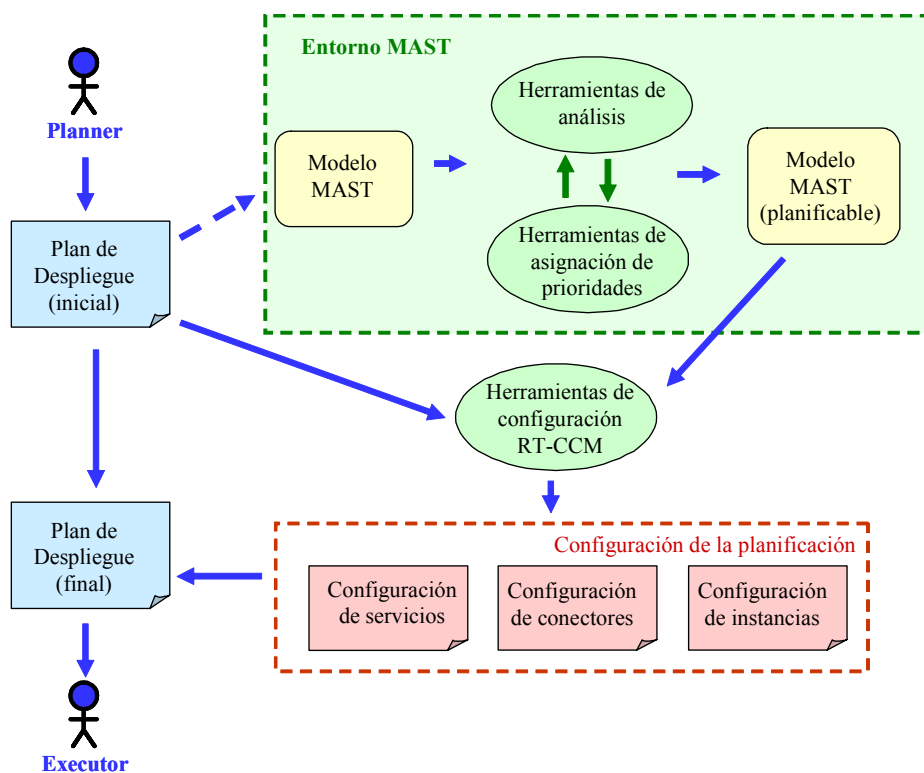 Entorno MAST
Planner
Herramientas de
análisis
Modelo
MAST
Modelo
MAST
(planificable)
Herramientas de
asignación de
prioridades
Plan de
Despliegue
(inicial)
Herramientas de
configuración
RT-CCM
Plan de
Despliegue
(final)
Configuración de la planificación
Configuración
de servicios
Configuración
de conectores
Configuración
de instancias
Executor